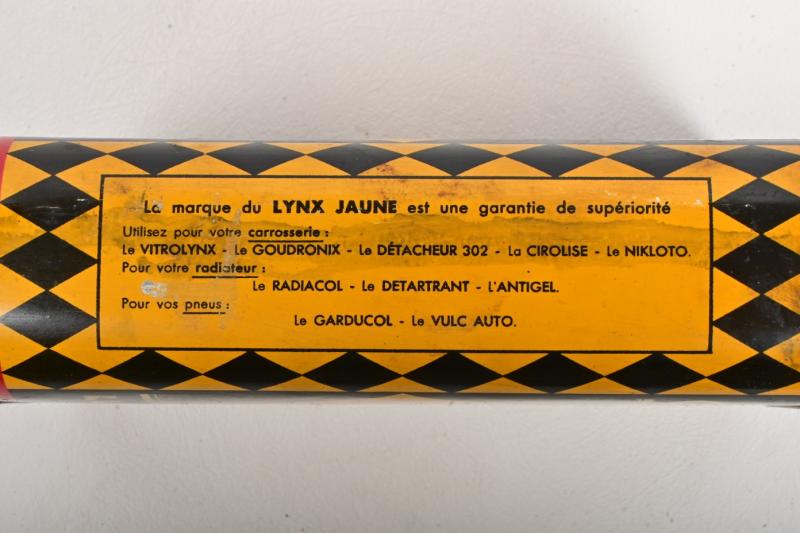 La marque du LYNX JAUNE est une garantie de supériorité
Utilisez pour votre carrosserie :
Le VITROLYNX - Le GOUDRONIX - Le DÉTACHEUR 302 - La CIROLISE - Le NIKLOTO.
Pour votre radiateur :
Le RADIACOL - Le DETARTRANT - L'ANTIGEL.
Pour vos pneus :
Le GARDUCOL - Le VULC AUTO.